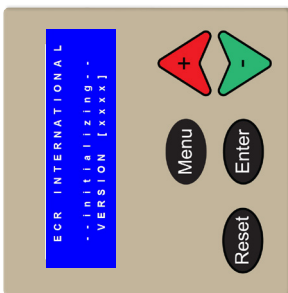 ECR INTERNATIONAL
--initializing--
VERSION [xxxx]
+
-
Menu
Enter
Reset